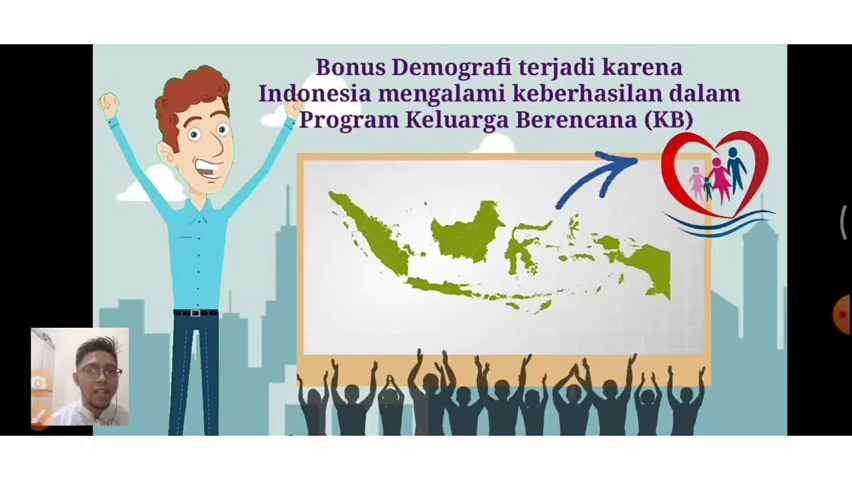 Bonus Demografi terjadi karena
Indonesia mengalami keberhasilan dalam
Program Keluarga Berencana (KB)